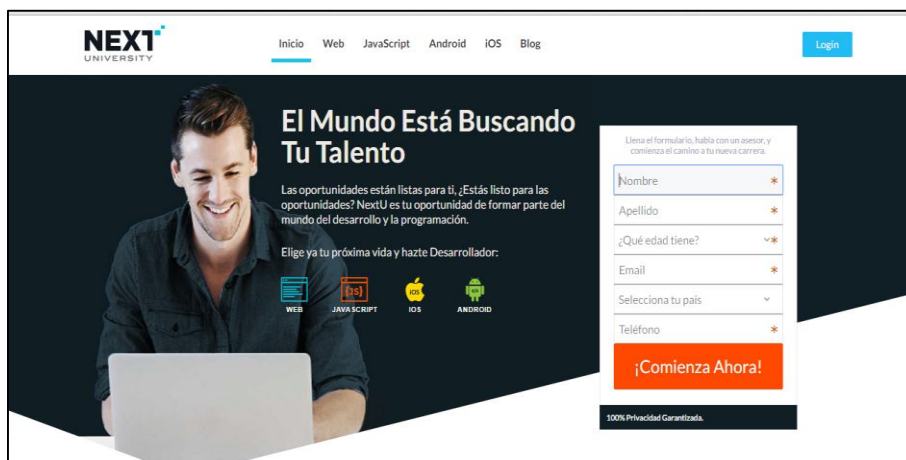 NEXT
UNIVERSITY
Inicio Web JavaScript Android iOS Blog
Login
El Mundo Está Buscando
Tu Talento
Las oportunidades están listas para ti, ¿Estás listo para las
oportunidades? NextU es tu oportunidad de formar parte del
mundo del desarrollo y la programación.
Elige ya tu próxima vida y hazte Desarrollador:
{JS}
iOS
WEB JAVASCRIPT IOS ANDROID
Llena el formulario, habla con un asesor, y
comienza el camino a tu nueva carrera.
Nombre *
Apellido *
¿Qué edad tiene? *
Email *
Selecciona tu país
Teléfono *
¡Comienza Ahora!
100% Privacidad Garantizada.